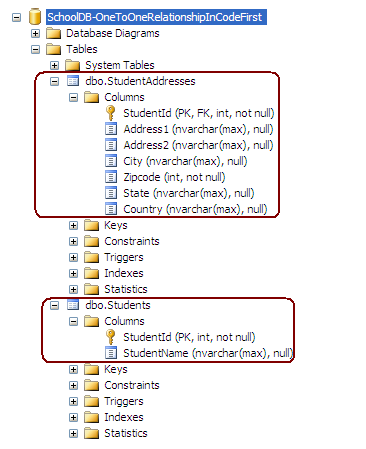 SchoolDB-OneToOneRelationshipInCodeFirst
Database Diagrams
Tables
System Tables
dbo.StudentAddresses
Columns
StudentId (PK, FK, int, not null)
Address1 (nvarchar(max), null)
Address2 (nvarchar(max), null)
City (nvarchar(max), null)
Zipcode (int, not null)
State (nvarchar(max), null)
Country (nvarchar(max), null)
Keys
Constraints
Triggers
Indexes
Statistics
dbo.Students
Columns
StudentId (PK, int, not null)
StudentName (nvarchar(max), null)
Keys
Constraints
Triggers
Indexes
Statistics